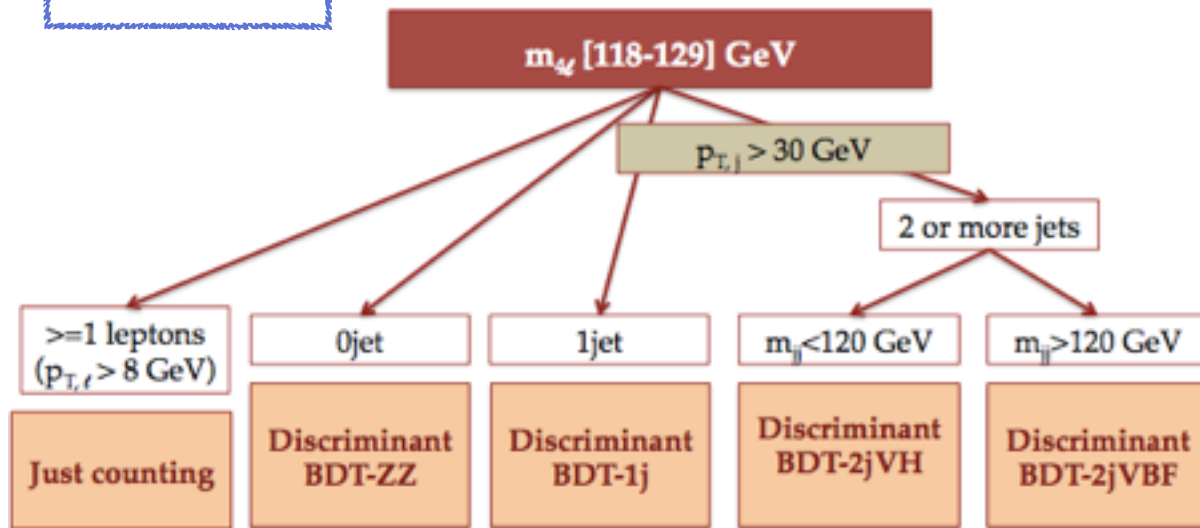 m4ℓ [118-129] GeV
pT, j > 30 GeV
2 or more jets
>=1 leptons
(pT, ℓ > 8 GeV)
0jet
1jet
mjj<120 GeV
mjj>120 GeV
Just counting
Discriminant
BDT-ZZ
Discriminant
BDT-1j
Discriminant
BDT-2jVH
Discriminant
BDT-2jVBF